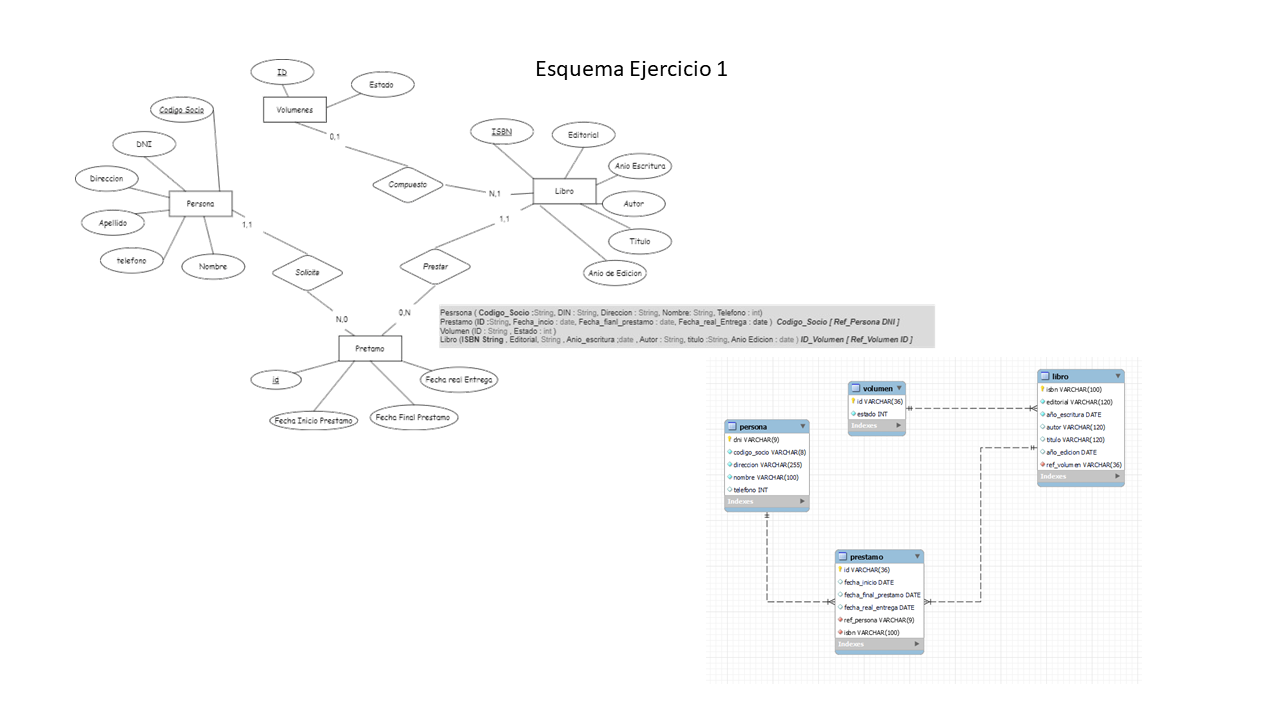 Esquema Ejercicio 1
ID
Estado
Volumenes
0,1
Codigo Socio
DNI
Direccion
Apellido
telefono
Nombre
Persona
1,1
ISBN
Editorial
Anio Escritura
Autor
Titulo
Anio de Edicion
Libro
Compuesto
N,1
1,1
Solicita
Prestar
N,0
0,N
Pretamo
id
Fecha Inicio Prestamo
Fecha Final Prestamo
Fecha real Entrega
Pesrsona ( Codigo_Socio :String, DIN : String, Direccion : String, Nombre: String, Telefono : int)
Prestamo (ID :String, Fecha_incio : date, Fecha_fianl_prestamo : date, Fecha_real_Entrega : date ) Codigo_Socio [ Ref_Persona DNI ]
Volumen (ID : String , Estado : int )
Libro (ISBN String , Editorial, String , Anio_escritura ;date , Autor : String, titulo :String, Anio Edicion : date ) ID_Volumen [ Ref_Volumen ID ]
volumen
id VARCHAR(36)
estado INT
Indexes
libro
isbn VARCHAR(100)
editorial VARCHAR(120)
año_escritura DATE
autor VARCHAR(120)
titulo VARCHAR(120)
año_edicion DATE
ref_volumen VARCHAR(36)
Indexes
persona
dni VARCHAR(9)
codigo_socio VARCHAR(8)
direccion VARCHAR(255)
nombre VARCHAR(100)
telefono INT
Indexes
prestamo
id VARCHAR(36)
fecha_inicio DATE
fecha_final_prestamo DATE
fecha_real_entrega DATE
ref_persona VARCHAR(9)
isbn VARCHAR(100)
Indexes